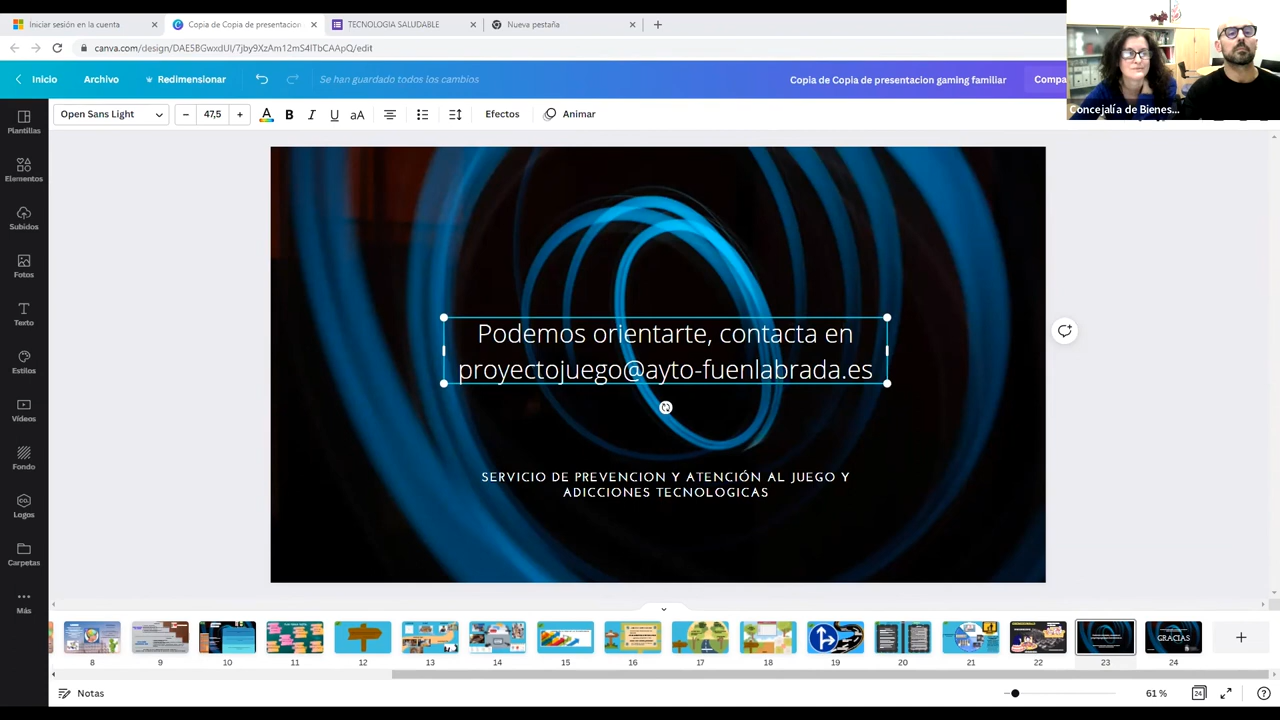 Iniciar sesión en la cuenta
Copia de Copia de presentacion
TECNOLOGIA SALUDABLE
Nueva pestaña
canva.com/design/DAE5BGwxdUI/7jby9XzAm12mS4ITbCAApQ/edit
Inicio
Archivo
Redimensionar
Se han guardado todos los cambios
Copia de Copia de presentacion gaming familiar
Compa
Concejalía de Bienes...
Open Sans Light
47,5
A
B
I
U
aA
Efectos
Animar
Plantillas
Elementos
Subidos
Fotos
Texto
Estilos
Vídeos
Fondo
Logos
Carpetas
Más
Podemos orientarte, contacta en
proyectojuego@ayto-fuenlabrada.es
SERVICIO DE PREVENCION Y ATENCIÓN AL JUEGO Y
ADICCIONES TECNOLOGICAS
GRACIAS
8 9 10 11 12 13 14 15 16 17 18 19 20 21 22 23 24
Notas
61 %
24